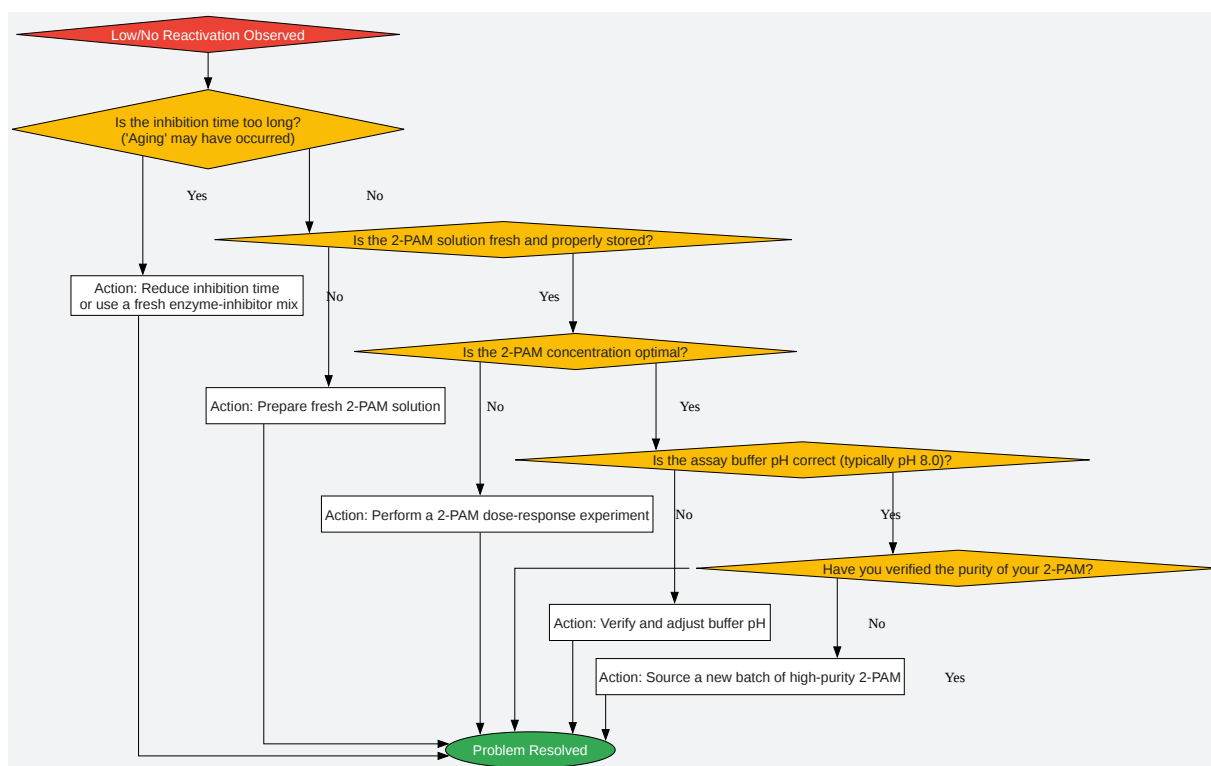 Low/No Reactivation Observed
Is the inhibition time too long?
('Aging' may have occurred)
Yes
No
Is the 2-PAM solution fresh and properly stored?
Action: Reduce inhibition time
or use a fresh enzyme-inhibitor mix
No
Yes
Is the 2-PAM concentration optimal?
Action: Prepare fresh 2-PAM solution
No
Yes
Is the assay buffer pH correct (typically pH 8.0)?
Action: Perform a 2-PAM dose-response experiment
No
Yes
Have you verified the purity of your 2-PAM?
Action: Verify and adjust buffer pH
No
Action: Source a new batch of high-purity 2-PAM
Yes
Problem Resolved